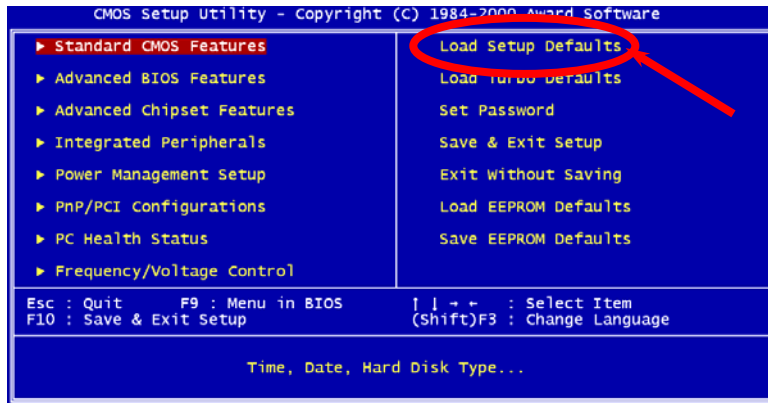 CMOS Setup Utility - Copyright (C) 1984-2000 Award Software
▶ Standard CMOS Features
▶ Advanced BIOS Features
▶ Advanced Chipset Features
▶ Integrated Peripherals
▶ Power Management Setup
▶ PnP/PCI Configurations
▶ PC Health Status
▶ Frequency/Voltage Control
Load Setup Defaults
Load Turbo Defaults
Set Password
Save & Exit Setup
Exit Without Saving
Load EEPROM Defaults
Save EEPROM Defaults
Esc : Quit F9 : Menu in BIOS ↑ ↓ → ← : Select Item
F10 : Save & Exit Setup (Shift)F3 : Change Language
Time, Date, Hard Disk Type...